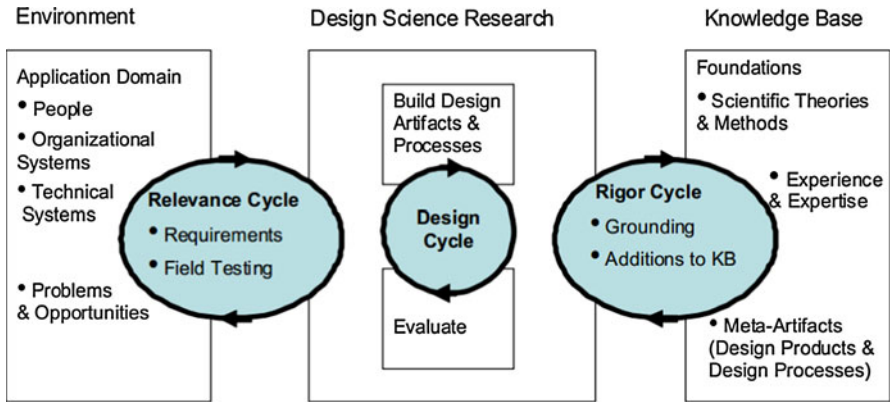 Environment
Design Science Research
Knowledge Base
Application Domain
• People
• Organizational
Systems
• Technical
Systems
• Problems
& Opportunities
Relevance Cycle
• Requirements
• Field Testing
Build Design
Artifacts &
Processes
Design
Cycle
Evaluate
Rigor Cycle
• Grounding
• Additions to KB
Foundations
• Scientific Theories
& Methods
• Experience
& Expertise
• Meta-Artifacts
(Design Products &
Design Processes)